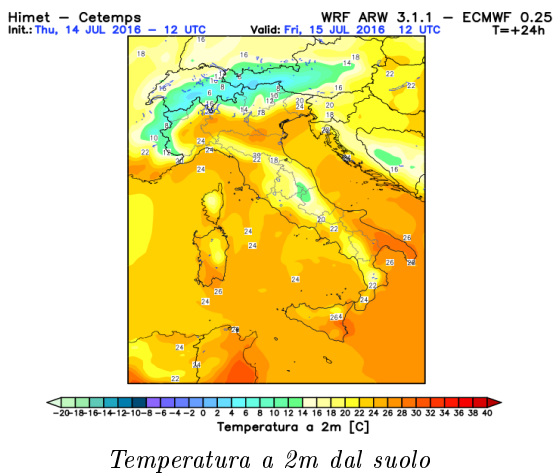 Himet – Cetemps WRF ARW 3.1.1 – ECMWF 0.25
Init.: Thu, 14 JUL 2016 – 12 UTC Valid: Fri, 15 JUL 2016 12 UTC T=+24h
-20-18-16-14-12-10-8 -6 -4 -2 0 2 4 6 8 10 12 14 16 18 20 22 24 26 28 30 32 34 36 38 40
Temperatura a 2m [C]
Temperatura a 2m dal suolo